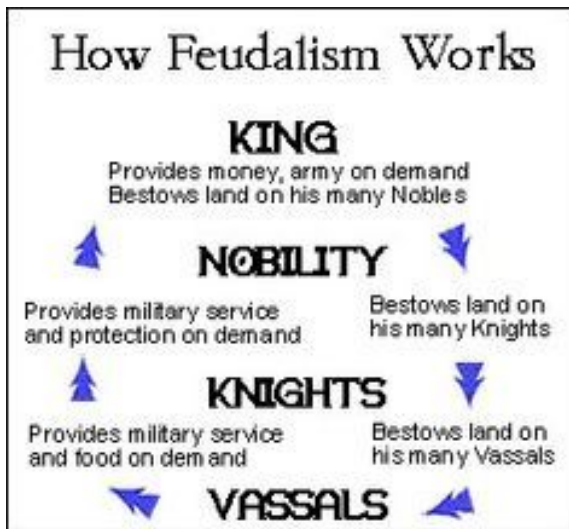 How Feudalism Works
KING
Provides money, army on demand
Bestows land on his many Nobles
NOBILITY
Provides military service
and protection on demand
Bestows land on
his many Knights
KNIGHTS
Provides military service
and food on demand
Bestows land on
his many Vassals
VASSALS